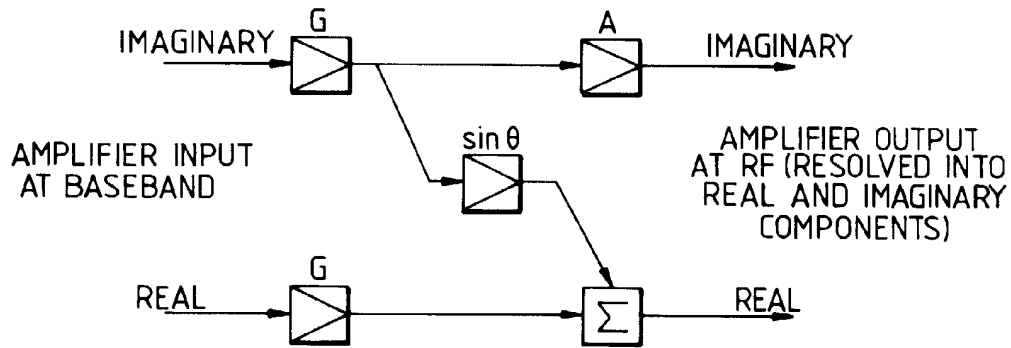 G
A
IMAGINARY
IMAGINARY
sin θ
AMPLIFIER INPUT
AT BASEBAND
AMPLIFIER OUTPUT
AT RF (RESOLVED INTO
REAL AND IMAGINARY
COMPONENTS)
G
REAL
Σ
REAL